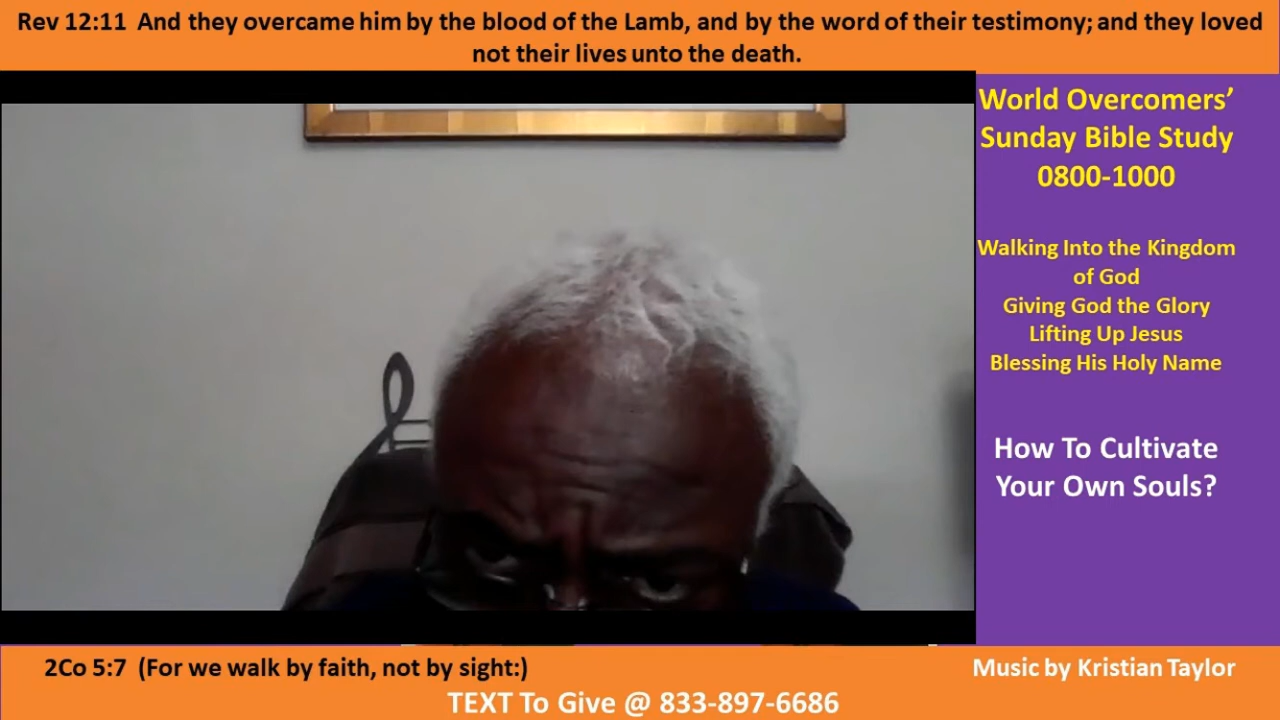 Rev 12:11 And they overcame him by the blood of the Lamb, and by the word of their testimony; and they loved
not their lives unto the death.
World Overcomers’
Sunday Bible Study
0800-1000
Walking Into the Kingdom
of God
Giving God the Glory
Lifting Up Jesus
Blessing His Holy Name
How To Cultivate
Your Own Souls?
2Co 5:7 (For we walk by faith, not by sight:)
Music by Kristian Taylor
TEXT To Give @ 833-897-6686